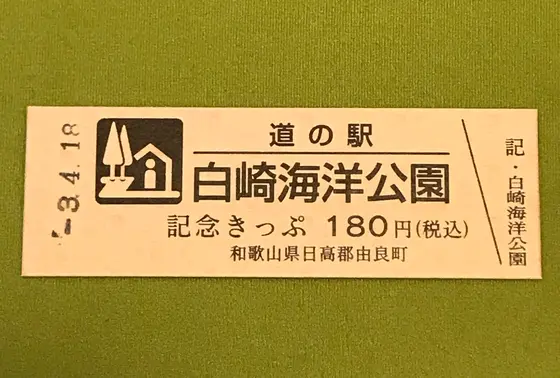 -3.4.18
道の駅
白崎海洋公園
記念きっぷ 180円(税込)
和歌山県日高郡由良町
記・白崎海洋公園